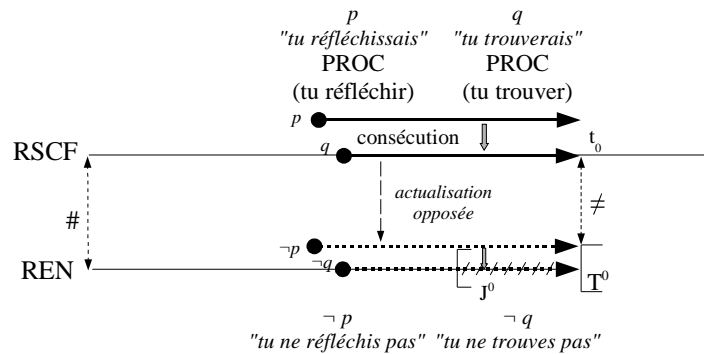 p q
"tu réfléchissais" "tu trouverais"
PROC PROC
(tu réfléchir) (tu trouver)
p
consécution t0
RSCF q
actualisation
opposée
# ≠
¬p
REN ¬q J⁰ T⁰
¬ p ¬ q
"tu ne réfléchis pas" "tu ne trouves pas"